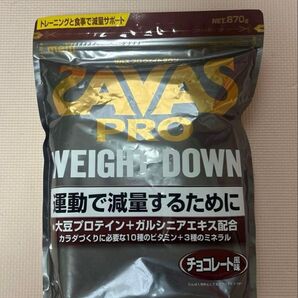 トレーニングと食事で減量サポート
NET.870g
meiji
ZAVAS
PRO
WEIGHT DOWN
運動で減量するために
大豆プロテイン+ガルシニアエキス配合
カラダづくりに必要な10種のビタミン+3種のミネラル
チョコレート風味